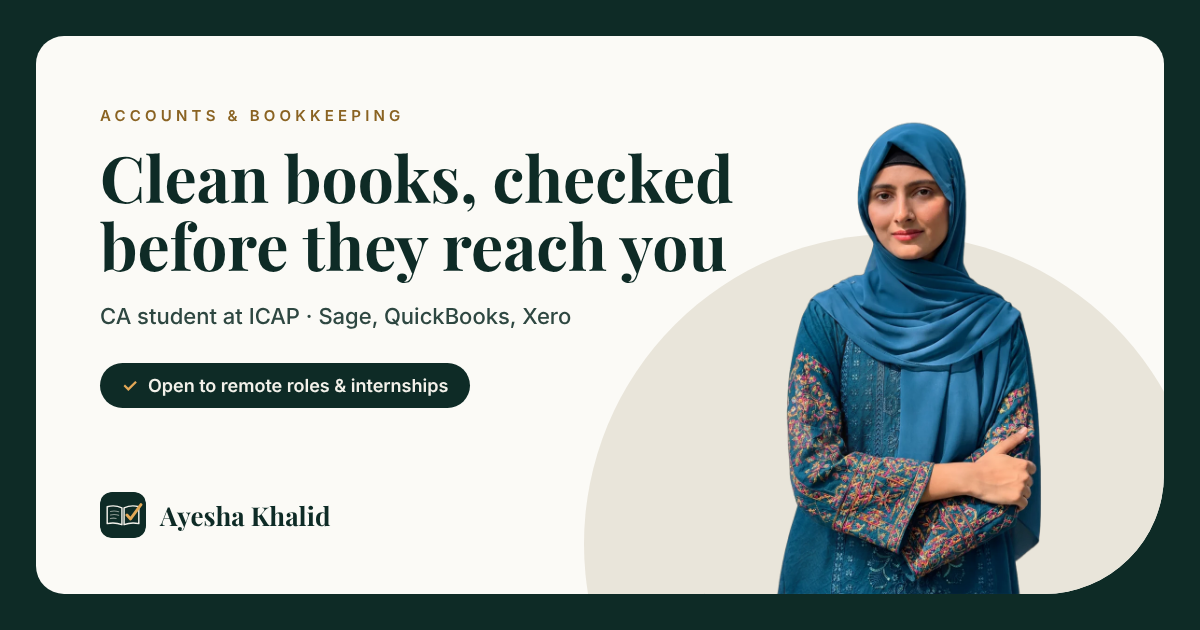 ACCOUNTS & BOOKKEEPING
Clean books, checked
before they reach you
CA student at ICAP · Sage, QuickBooks, Xero
✓ Open to remote roles & internships
Ayesha Khalid